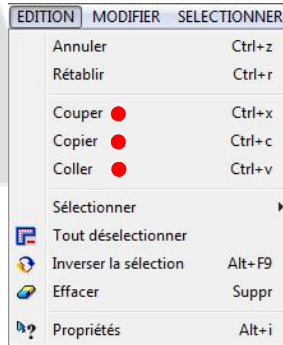 EDITION MODIFIER SELECTIONNER
Annuler Ctrl+z
Rétablir Ctrl+r
Couper Ctrl+x
Copier Ctrl+c
Coller Ctrl+v
Sélectionner
Tout déselectionner
Inverser la sélection Alt+F9
Effacer Suppr
Propriétés Alt+i